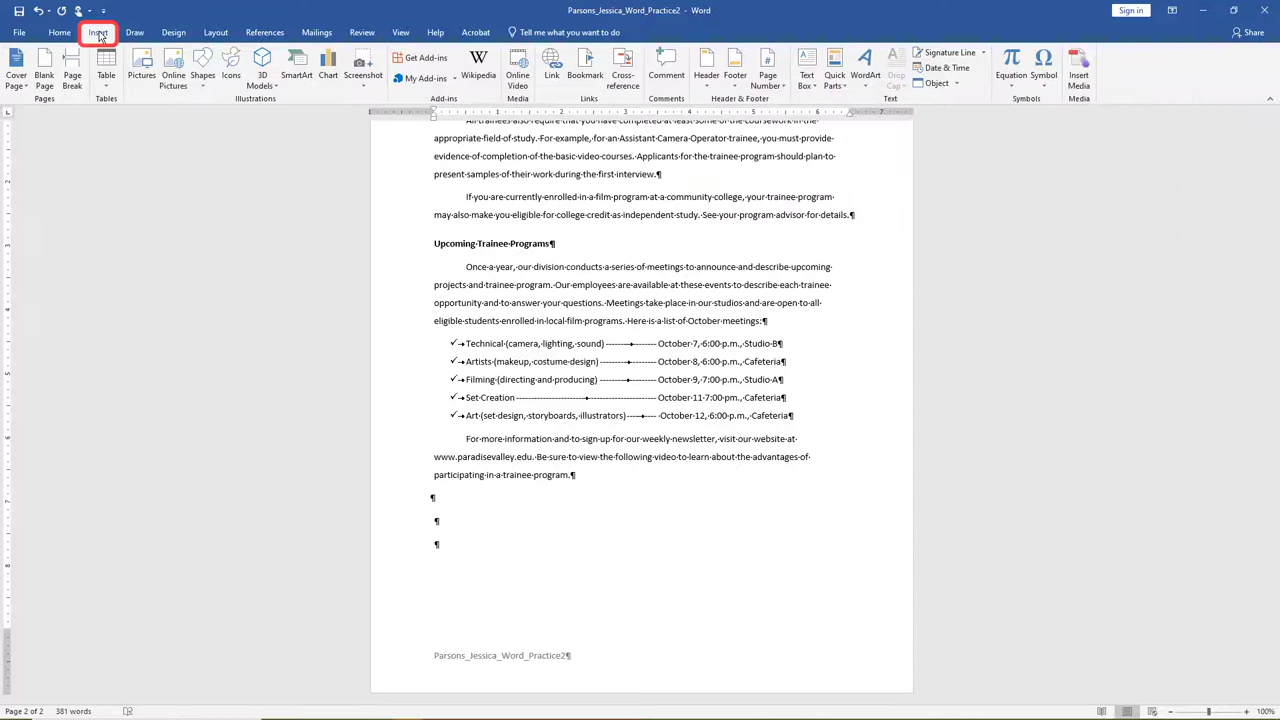 Parsons_Jessica_Word_Practice2 - Word
Sign in
File Home Insert Draw Design Layout References Mailings Review View Help Acrobat Tell me what you want to do Share
Cover Page Blank Page Page Break Table Pictures Online Pictures Shapes Icons 3D Models SmartArt Chart Screenshot Get Add-ins My Add-ins Wikipedia Online Video Link Bookmark Cross-reference Comment Header Footer Page Number Text Box Quick Parts WordArt Drop Cap Signature Line Date & Time Object Equation Symbol Insert Media
Pages Tables Illustrations Add-ins Media Links Comments Header & Footer Text Symbols Media
1 1 2 3 4 5 6 7
All·trainees·also·require·that·you·have·completed·at·least·some·of·the·coursework·in·the·
appropriate·field·of·study.·For·example,·for·an·Assistant·Camera·Operator·trainee,·you·must·provide·
evidence·of·completion·of·the·basic·video·courses.·Applicants·for·the·trainee·program·should·plan·to·
present·samples·of·their·work·during·the·first·interview.¶
If·you·are·currently·enrolled·in·a·film·program·at·a·community·college,·your·trainee·program·
may·also·make·you·eligible·for·college·credit·as·independent·study.·See·your·program·advisor·for·details.¶
Upcoming·Trainee·Programs¶
Once·a·year,·our·division·conducts·a·series·of·meetings·to·announce·and·describe·upcoming·
projects·and·trainee·program.·Our·employees·are·available·at·these·events·to·describe·each·trainee·
opportunity·and·to·answer·your·questions.·Meetings·take·place·in·our·studios·and·are·open·to·all·
eligible·students·enrolled·in·local·film·programs.·Here·is·a·list·of·October·meetings:¶
✓→Technical·(camera,·lighting,·sound)·-------→-------·October·7,·6:00·p.m.,·Studio·B¶
✓→Artists·(makeup,·costume·design)·--------→--------·October·8,·6:00·p.m.,·Cafeteria¶
✓→Filming·(directing·and·producing)·--------→--------·October·9,·7:00·p.m.,·Studio·A¶
✓→Set·Creation·--------------------→--------------------·October·11·7:00·pm.,·Cafeteria¶
✓→Art·(set·design,·storyboards,·illustrators)·----→----·October·12,·6:00·p.m.,·Cafeteria¶
For·more·information·and·to·sign·up·for·our·weekly·newsletter,·visit·our·website·at·
www.paradisevalley.edu.·Be·sure·to·view·the·following·video·to·learn·about·the·advantages·of·
participating·in·a·trainee·program.¶
¶
¶
¶
Parsons_Jessica_Word_Practice2¶
Page 2 of 2 381 words 100%